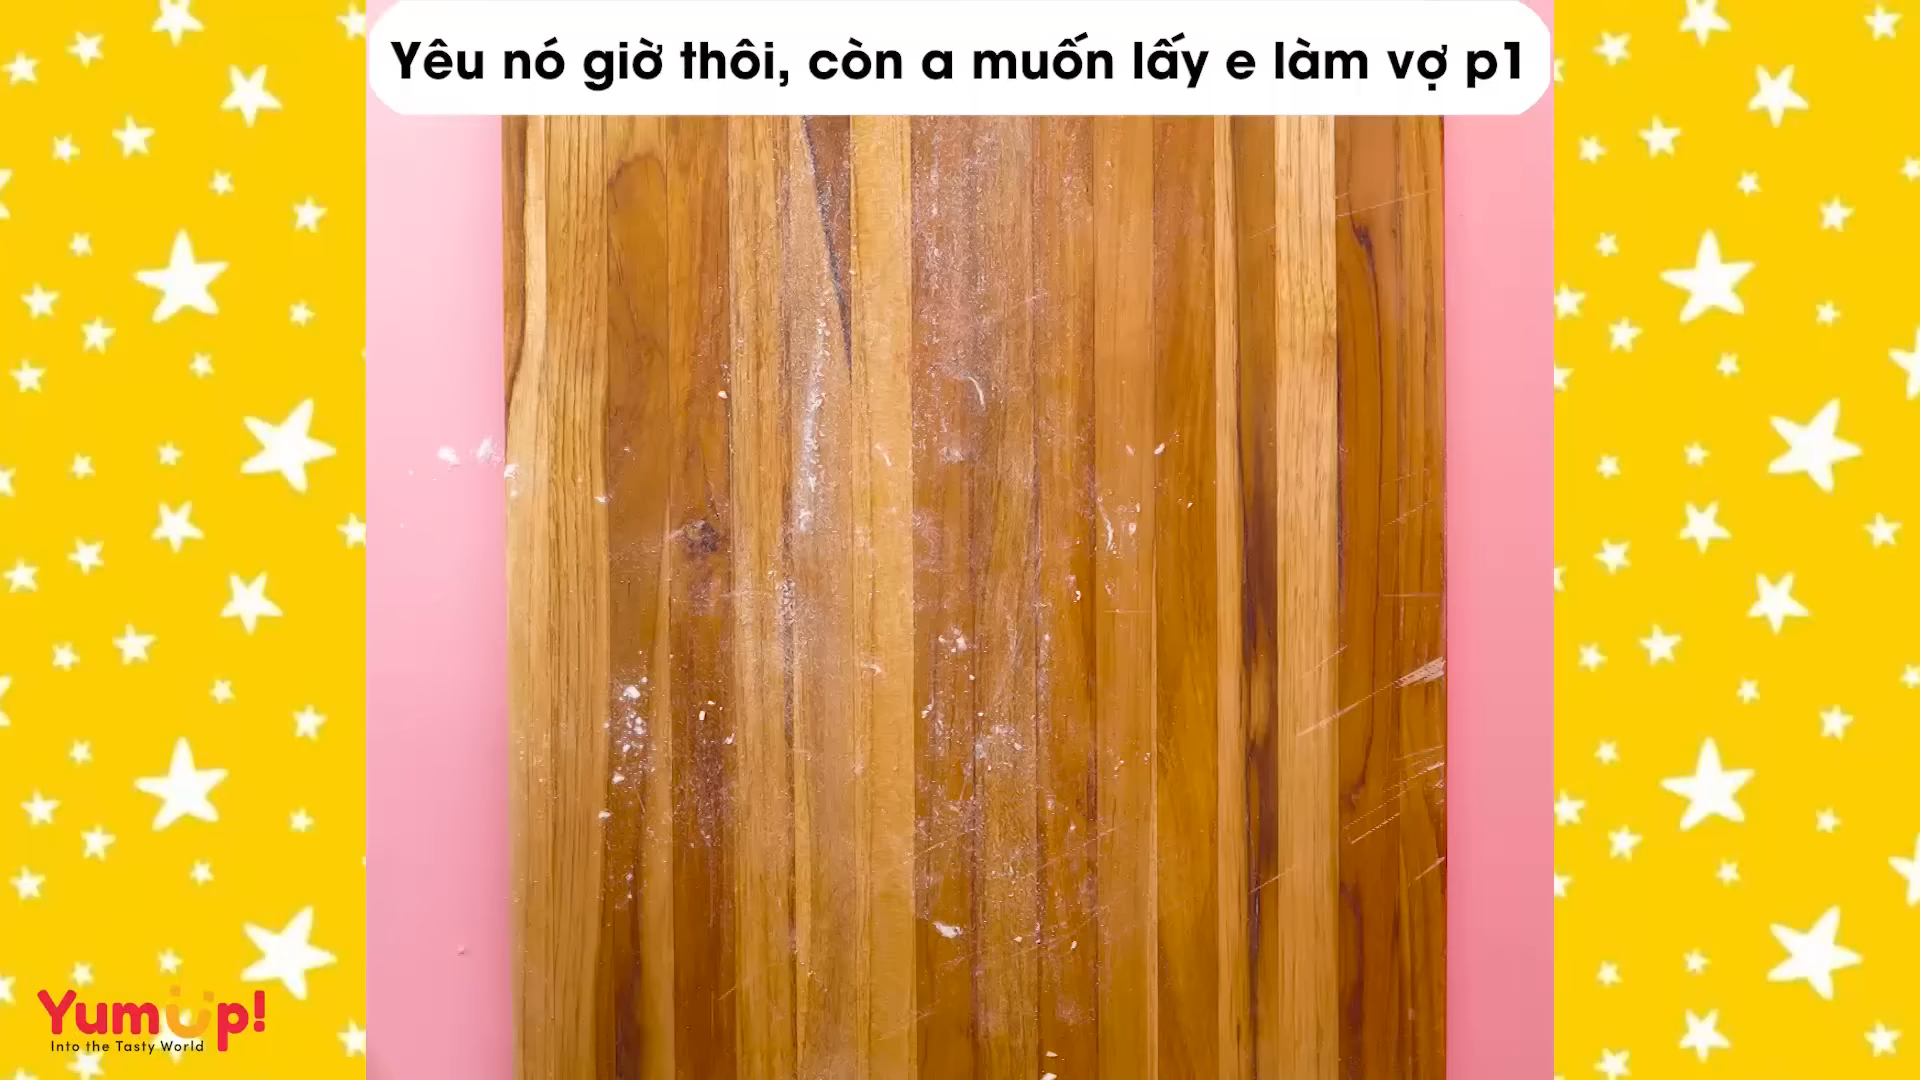 Yêu nó giờ thôi, còn a muốn lấy e làm vợ p1
YumUp!
Into the Tasty World